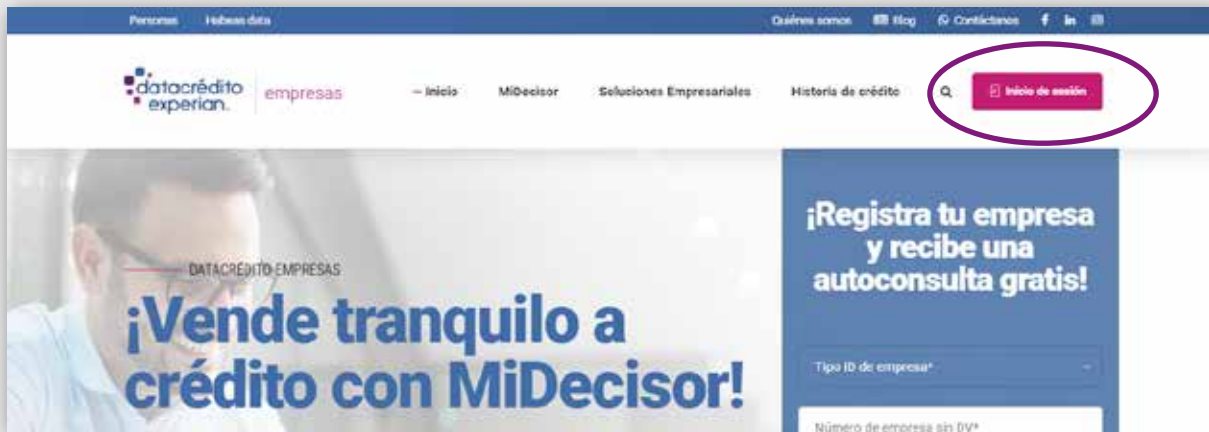 Personas Habeas data Quiénes somos Blog Contáctanos
datacrédito
experian.
empresas
Inicio MiDecisor Soluciones Empresariales Historia de crédito Inicio de sesión
DATACRÉDITO EMPRESAS
¡Vende tranquilo a
crédito con MiDecisor!
¡Registra tu empresa
y recibe una
autoconsulta gratis!
Tipo ID de empresa*
Número de empresa sin DV*